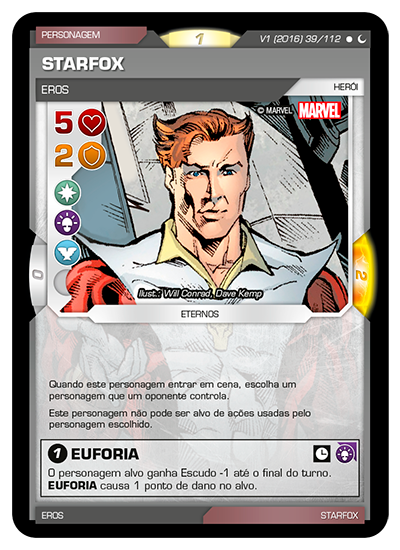 PERSONAGEM
1
V1 (2016) 39/112
STARFOX
EROS
HERÓI
© MARVEL MARVEL
5
2
0
2
Ilust.: Will Conrad, Dave Kemp
ETERNOS
Quando este personagem entrar em cena, escolha um
personagem que um oponente controla.
Este personagem não pode ser alvo de ações usadas pelo
personagem escolhido.
1 EUFORIA
O personagem alvo ganha Escudo -1 até o final do turno.
EUFORIA causa 1 ponto de dano no alvo.
EROS
STARFOX